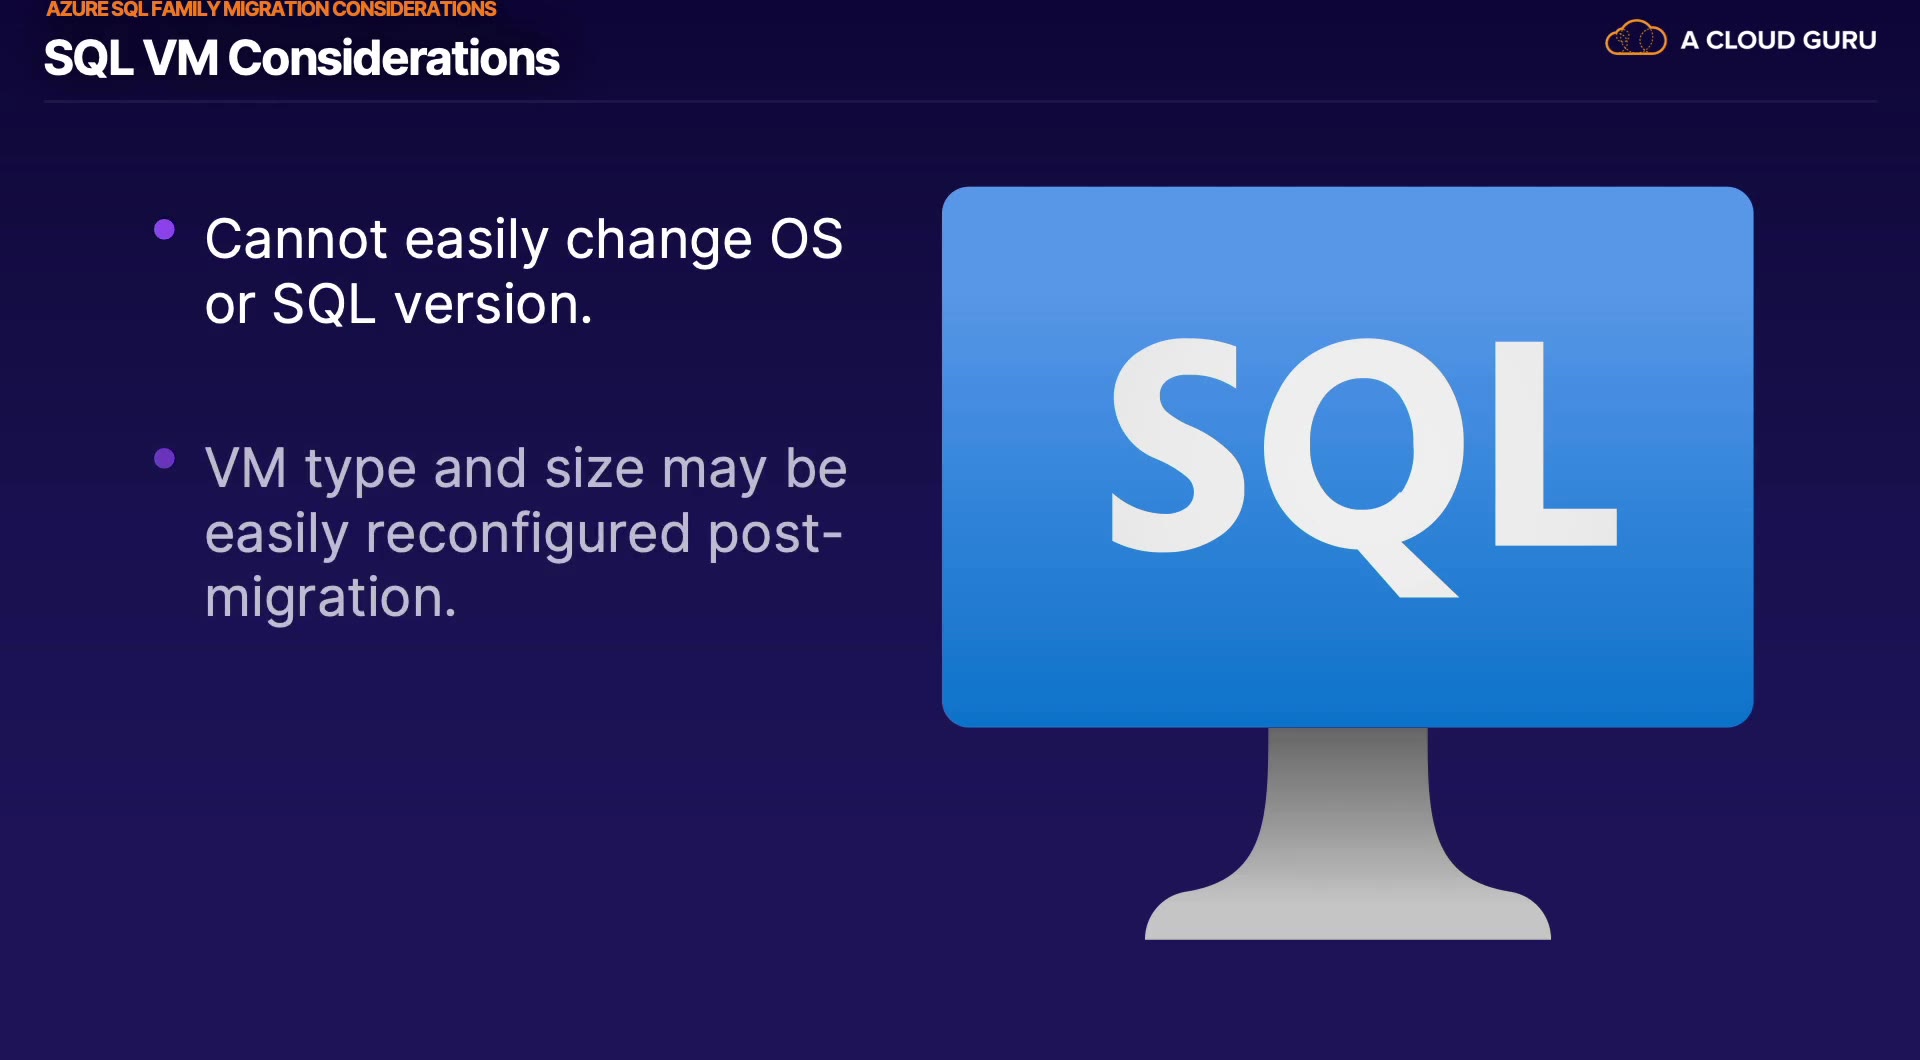 AZURE SQL FAMILY MIGRATION CONSIDERATIONS
SQL VM Considerations
A CLOUD GURU
Cannot easily change OS
or SQL version.
VM type and size may be
easily reconfigured post-
migration.
SQL